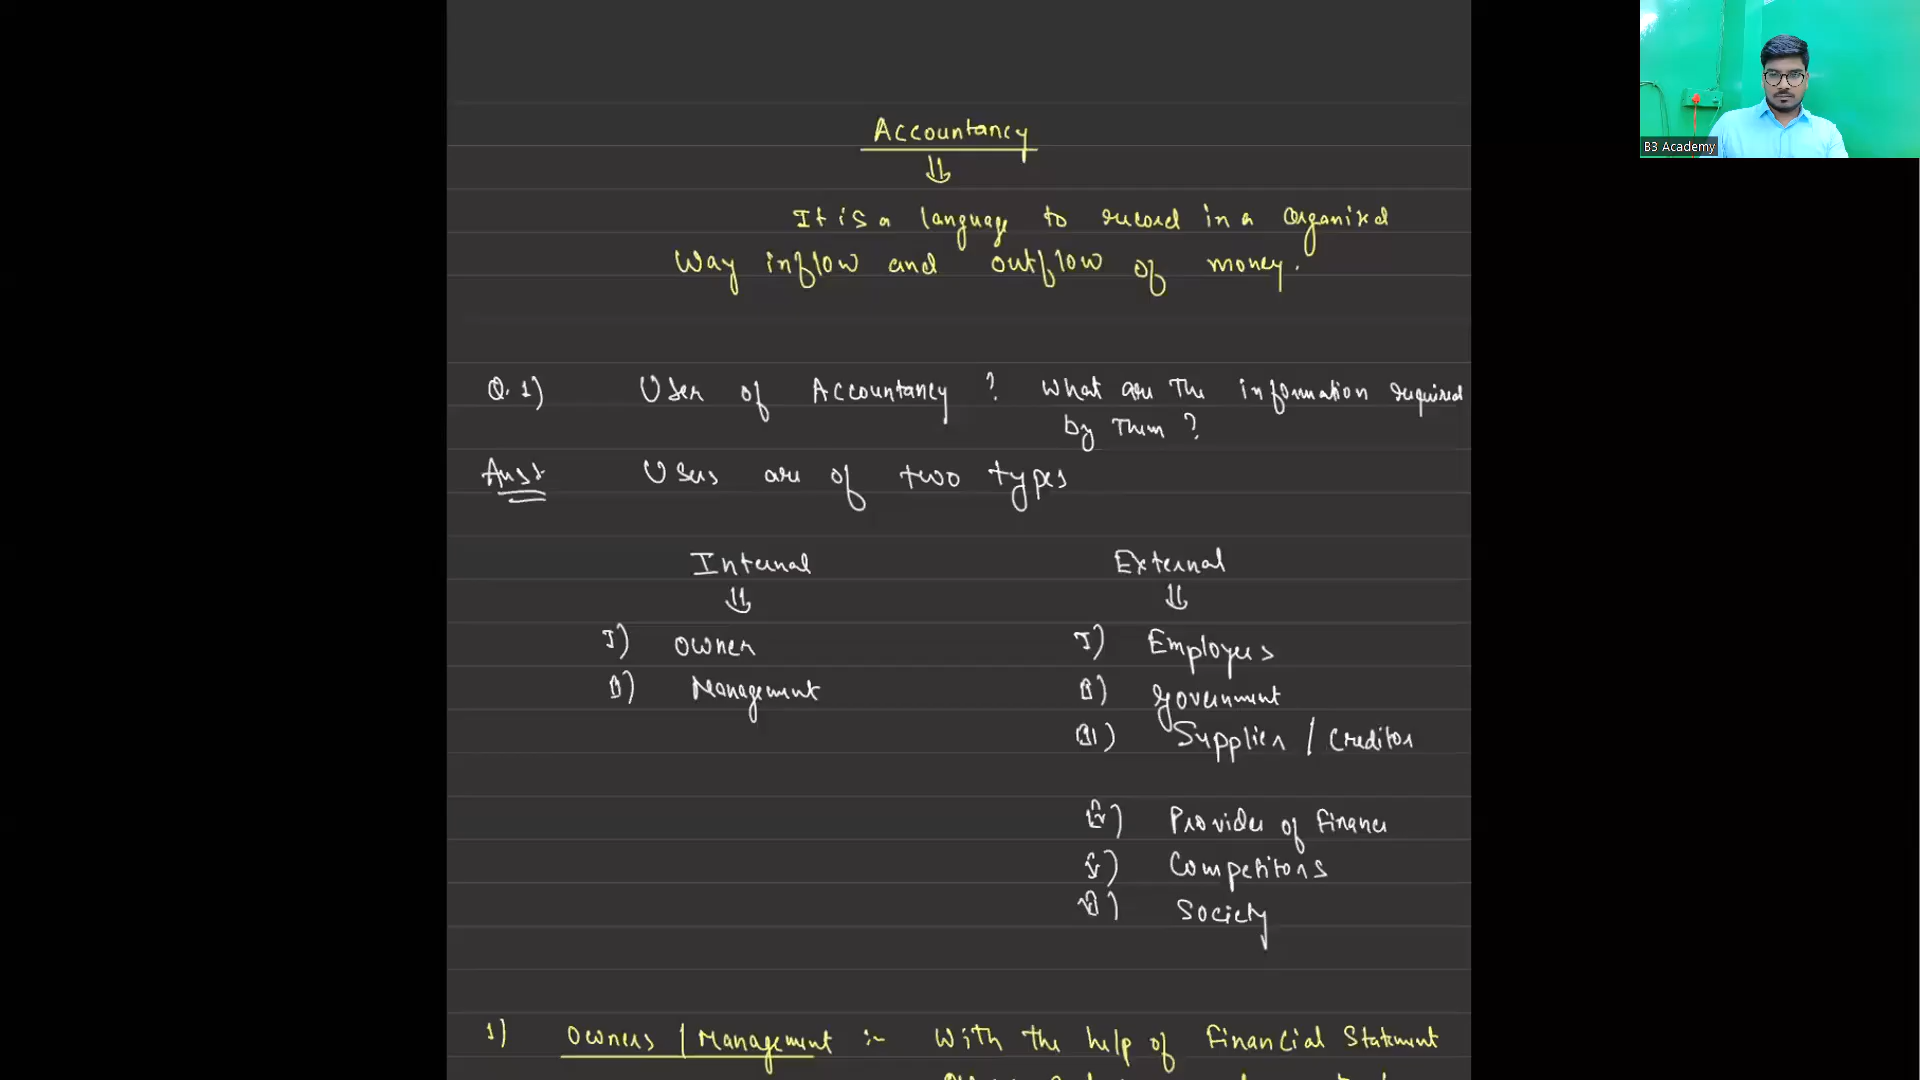 B3 Academy
Accountancy
It is a language to record in a organized
Way inflow and outflow of money.
Q.1) User of Accountancy ? What are the information required
by them ?
Ans:- Users are of two types
Internal External
I) Owner I) Employees
II) Management II) Government
III) Supplier / Creditor
IV) Provider of finance
V) Competitors
VI) Society
1) Owners / Management :- With the help of financial Statement